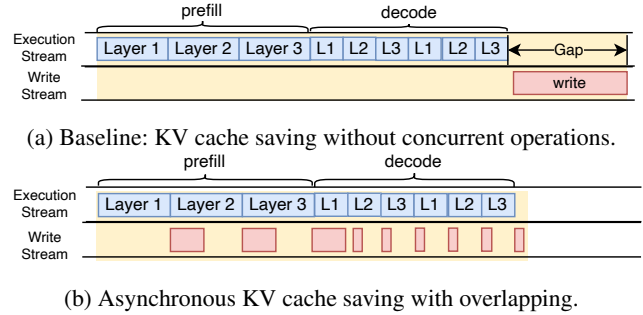 prefill decode
Execution Stream Layer 1 Layer 2 Layer 3 L1 L2 L3 L1 L2 L3 Gap
Write Stream write
(a) Baseline: KV cache saving without concurrent operations.
prefill decode
Execution Stream Layer 1 Layer 2 Layer 3 L1 L2 L3 L1 L2 L3
Write Stream
(b) Asynchronous KV cache saving with overlapping.